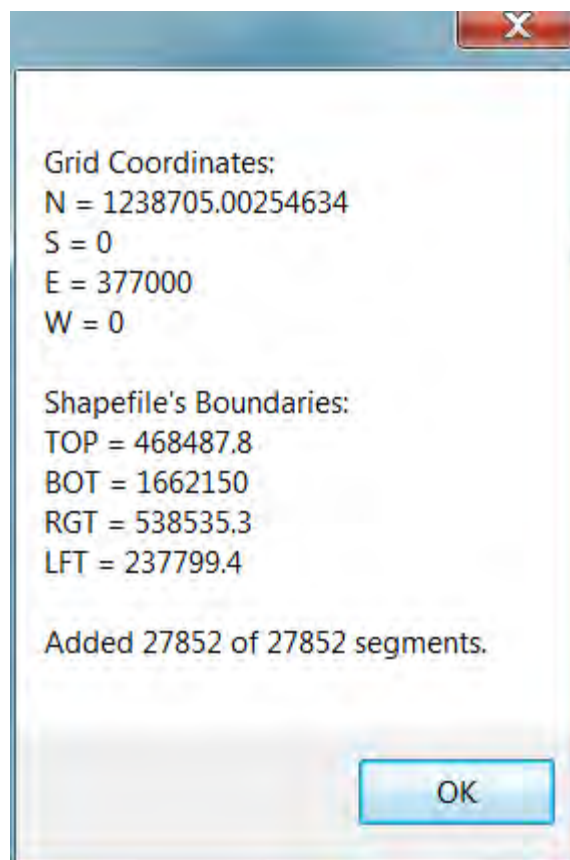 Grid Coordinates:
N = 1238705.00254634
S = 0
E = 377000
W = 0
Shapefile's Boundaries:
TOP = 468487.8
BOT = 1662150
RGT = 538535.3
LFT = 237799.4
Added 27852 of 27852 segments.
OK